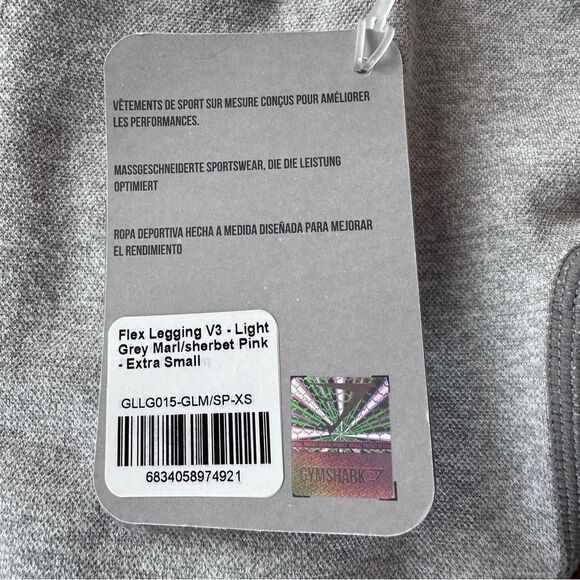 VÊTEMENTS DE SPORT SUR MESURE CONÇUS POUR AMÉLIORER
LES PERFORMANCES.
MASSGESCHNEIDERTE SPORTSWEAR, DIE DIE LEISTUNG
OPTIMIERT
ROPA DEPORTIVA HECHA A MEDIDA DISEÑADA PARA MEJORAR
EL RENDIMIENTO
Flex Legging V3 - Light
Grey Marl/sherbet Pink
- Extra Small
GLLG015-GLM/SP-XS
6834058974921
GYMSHARK